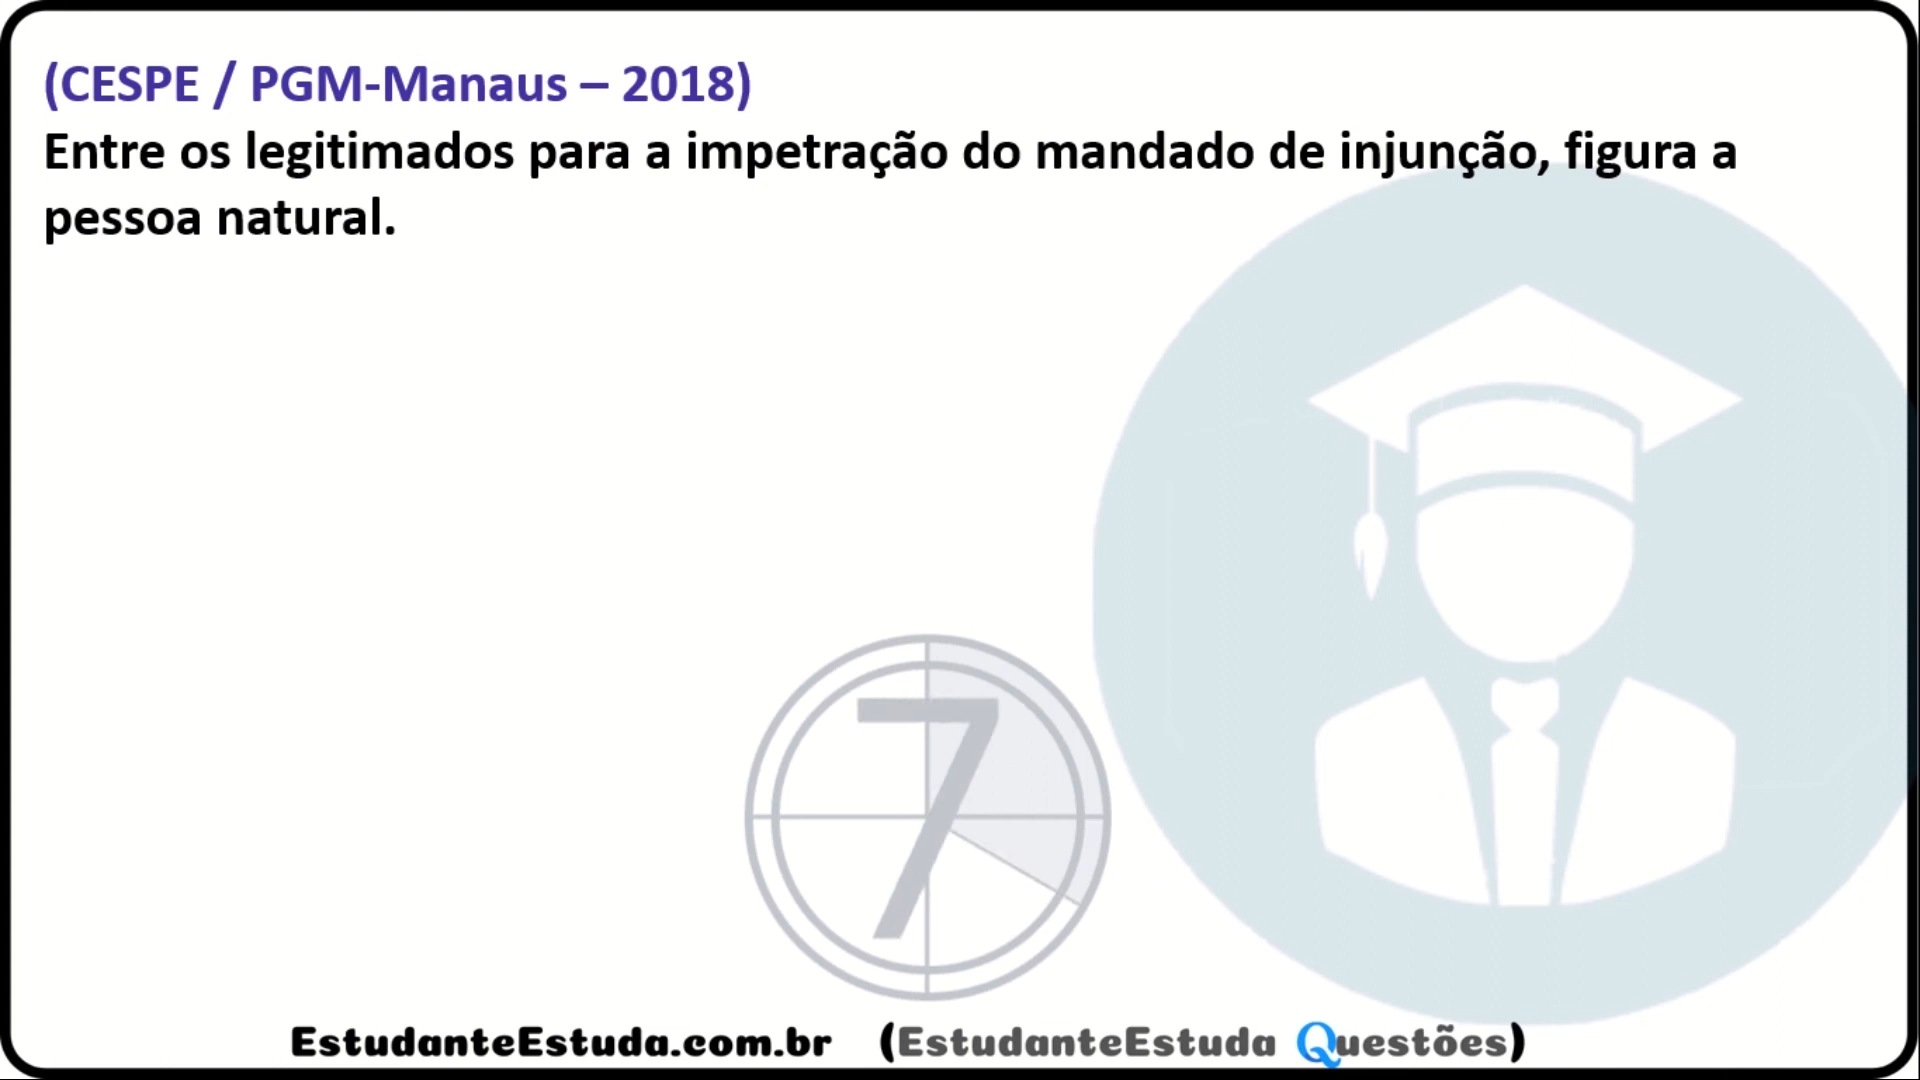 (CESPE / PGM-Manaus – 2018)
Entre os legitimados para a impetração do mandado de injunção, figura a
pessoa natural.
7
EstudanteEstuda.com.br (EstudanteEstuda Questões)